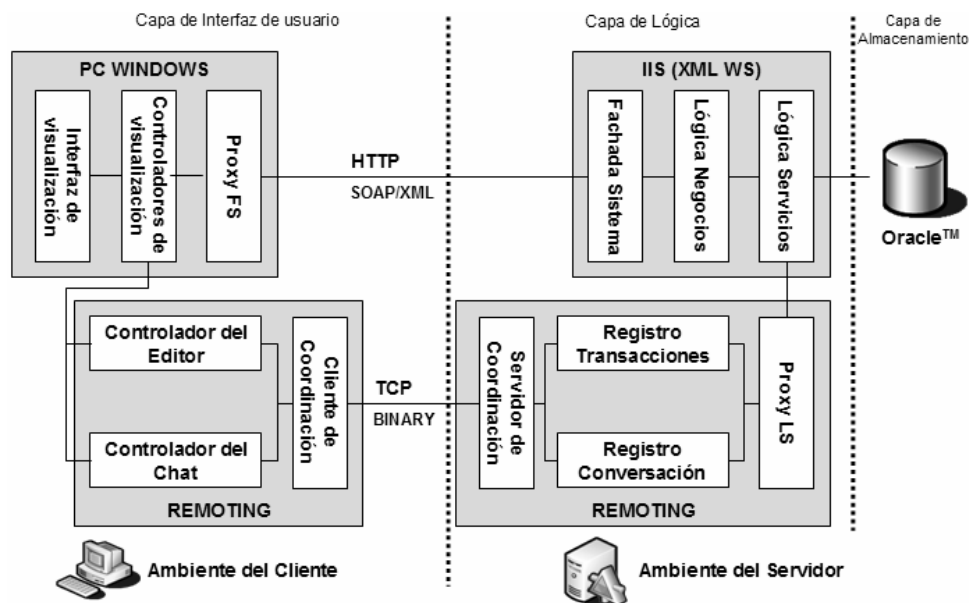 Capa de Interfaz de usuario
Capa de Lógica
Capa de
Almacenamiento
PC WINDOWS
Interfaz de
visualización
Controladores de
visualización
Proxy FS
HTTP
SOAP/XML
IIS (XML WS)
Fachada Sistema
Lógica Negocios
Lógica Servicios
Oracle™
Controlador del
Editor
Controlador del
Chat
Cliente de
Coordinación
REMOTING
TCP
BINARY
Servidor de
Coordinación
Registro
Transacciones
Registro
Conversación
Proxy LS
REMOTING
Ambiente del Cliente
Ambiente del Servidor